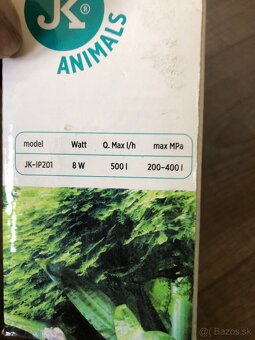 JK®
ANIMALS
model Watt Q. Max l/h max MPa
JK-IP201 8 W 500 l 200-400 l
Bazos.sk